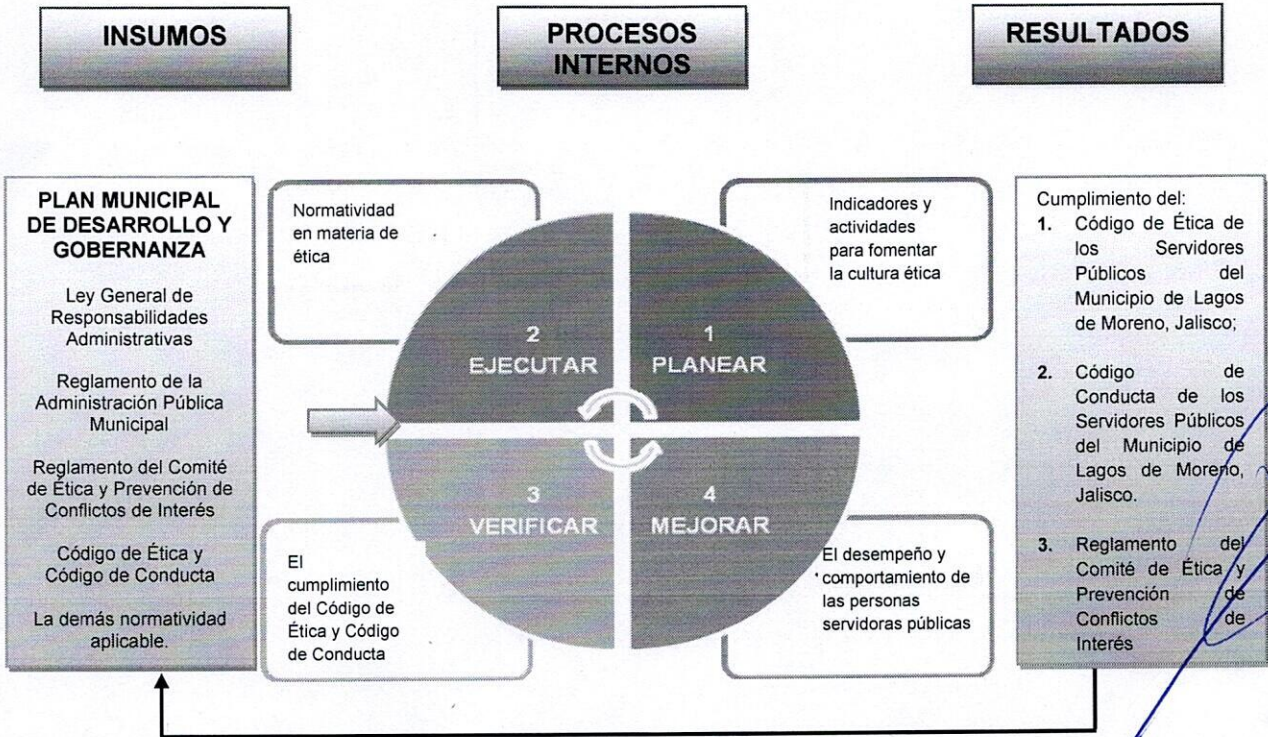 INSUMOS
PROCESOS
INTERNOS
RESULTADOS
PLAN MUNICIPAL
DE DESARROLLO Y
GOBERNANZA
Ley General de
Responsabilidades
Administrativas
Reglamento de la
Administración Pública
Municipal
Reglamento del Comité
de Ética y Prevención de
Conflictos de Interés
Código de Ética y
Código de Conducta
La demás normatividad
aplicable.
Normatividad
en materia de
ética
Indicadores y
actividades
para fomentar
la cultura ética
2
EJECUTAR
1
PLANEAR
3
VERIFICAR
4
MEJORAR
El
cumplimiento
del Código de
Ética y Código
de Conducta
El desempeño y
comportamiento de
las personas
servidoras públicas
Cumplimiento del:
1. Código de Ética de
los Servidores
Públicos del
Municipio de Lagos
de Moreno, Jalisco;
2. Código de
Conducta de los
Servidores Públicos
del Municipio de
Lagos de Moreno,
Jalisco.
3. Reglamento del
Comité de Ética y
Prevención de
Conflictos de
Interés